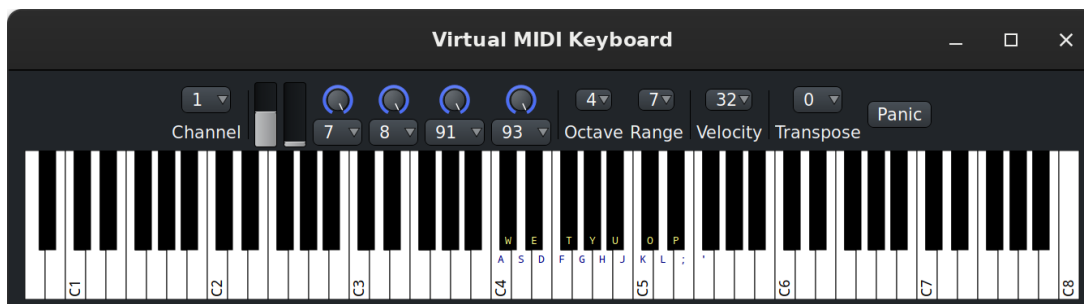 Virtual MIDI Keyboard
1 7 8 91 93 4 7 32 0 Panic
Channel Octave Range Velocity Transpose
W E T Y U O P
A S D F G H J K L ; '
C1 C2 C3 C4 C5 C6 C7 C8